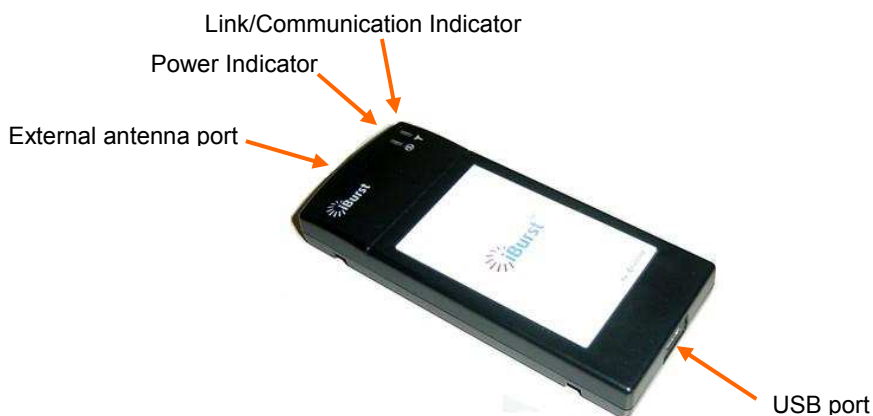 Link/Communication Indicator
Power Indicator
External antenna port
iBurst
iBurst
USB port